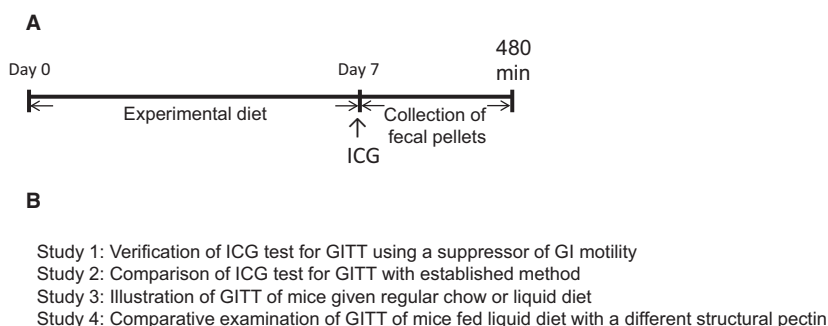 A
480
min
Day 0
Day 7
Experimental diet
Collection of
fecal pellets
ICG
B
Study 1: Verification of ICG test for GITT using a suppressor of GI motility
Study 2: Comparison of ICG test for GITT with established method
Study 3: Illustration of GITT of mice given regular chow or liquid diet
Study 4: Comparative examination of GITT of mice fed liquid diet with a different structural pectin